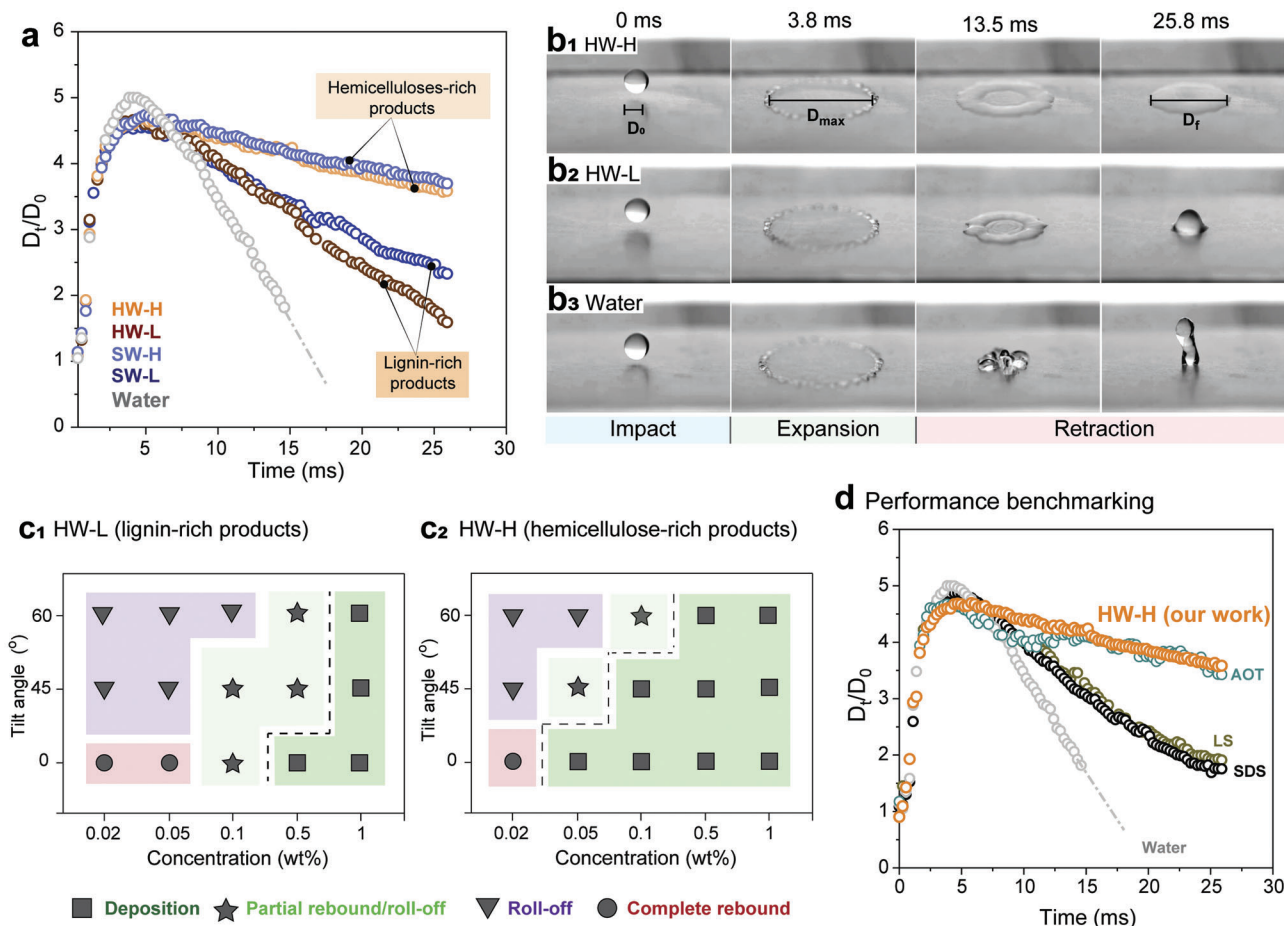 a
D_t/D_0
6
5
4
3
2
1
0
5
10
15
20
25
30
Time (ms)
Hemicelluloses-rich
products
Lignin-rich
products
HW-H
HW-L
SW-H
SW-L
Water
0 ms
3.8 ms
13.5 ms
25.8 ms
b1 HW-H
D₀
D_max
D_f
b2 HW-L
b3 Water
Impact
Expansion
Retraction
c1 HW-L (lignin-rich products)
Tilt angle (°)
60
45
0
0.02
0.05
0.1
0.5
1
Concentration (wt%)
c2 HW-H (hemicellulose-rich products)
Tilt angle (°)
60
45
0
0.02
0.05
0.1
0.5
1
Concentration (wt%)
Deposition
Partial rebound/roll-off
Roll-off
Complete rebound
d Performance benchmarking
D_t/D_0
6
5
4
3
2
1
0
HW-H (our work)
AOT
LS
SDS
Water
0
5
10
15
20
25
30
Time (ms)